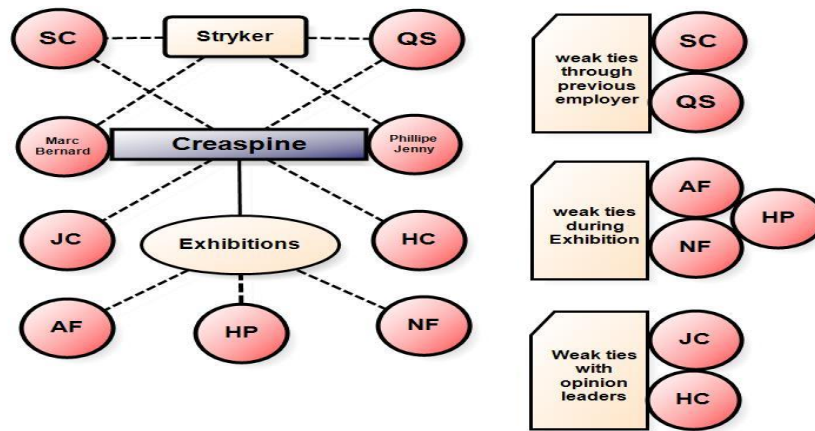 SC
Stryker
QS
Marc
Bernard
Creaspine
Phillipe
Jenny
JC
Exhibitions
HC
AF
HP
NF
weak ties
through
previous
employer
SC
QS
weak ties
during
Exhibition
AF
NF
HP
Weak ties
with
opinion
leaders
JC
HC